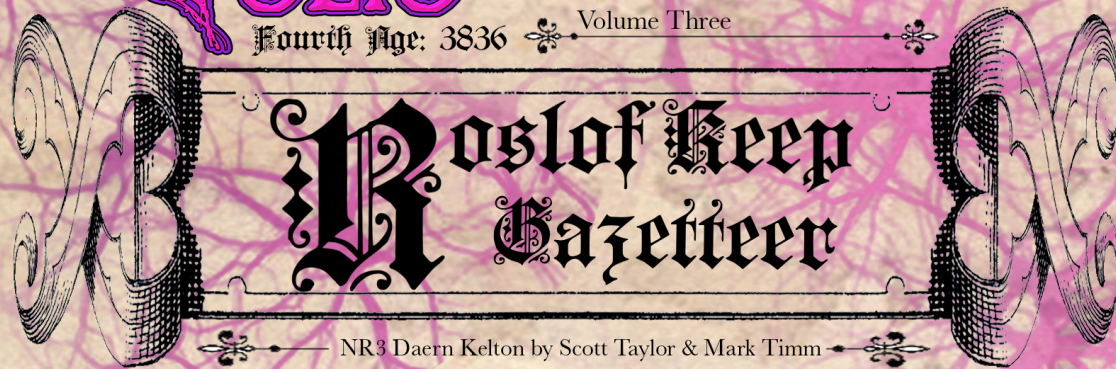 Volume Three
Fourth Age: 3836
Roslof Keep
Gazetteer
NR3 Daern Kelton by Scott Taylor & Mark Timm